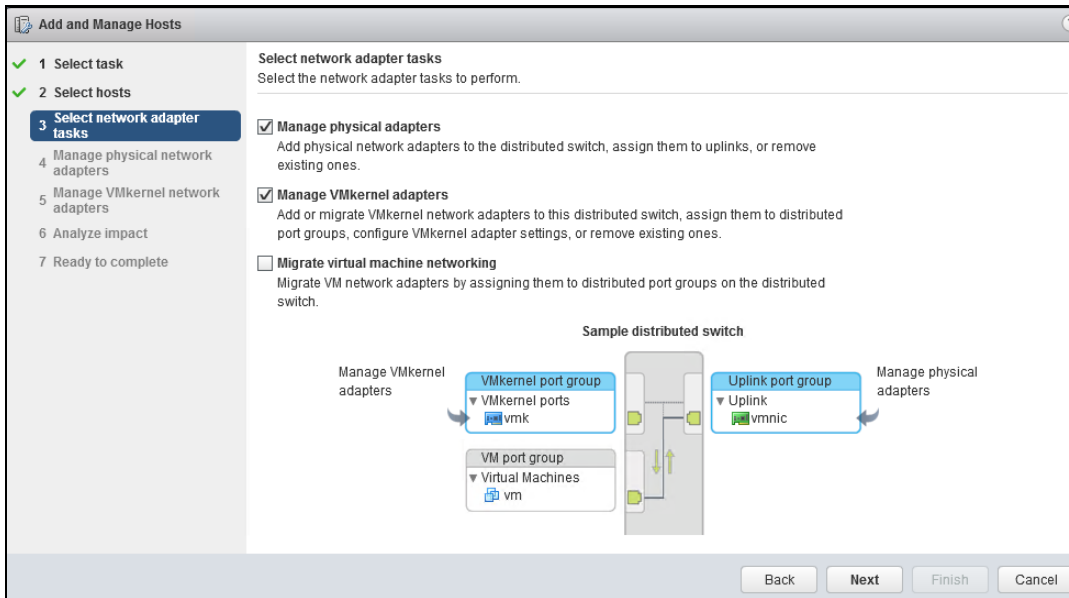 Add and Manage Hosts
1 Select task
2 Select hosts
3 Select network adapter
tasks
4 Manage physical network
adapters
5 Manage VMkernel network
adapters
6 Analyze impact
7 Ready to complete
Select network adapter tasks
Select the network adapter tasks to perform.
Manage physical adapters
Add physical network adapters to the distributed switch, assign them to uplinks, or remove
existing ones.
Manage VMkernel adapters
Add or migrate VMkernel network adapters to this distributed switch, assign them to distributed
port groups, configure VMkernel adapter settings, or remove existing ones.
Migrate virtual machine networking
Migrate VM network adapters by assigning them to distributed port groups on the distributed
switch.
Sample distributed switch
Manage VMkernel
adapters
VMkernel port group
VMkernel ports
vmk
VM port group
Virtual Machines
vm
Uplink port group
Uplink
vmnic
Manage physical
adapters
Back
Next
Finish
Cancel